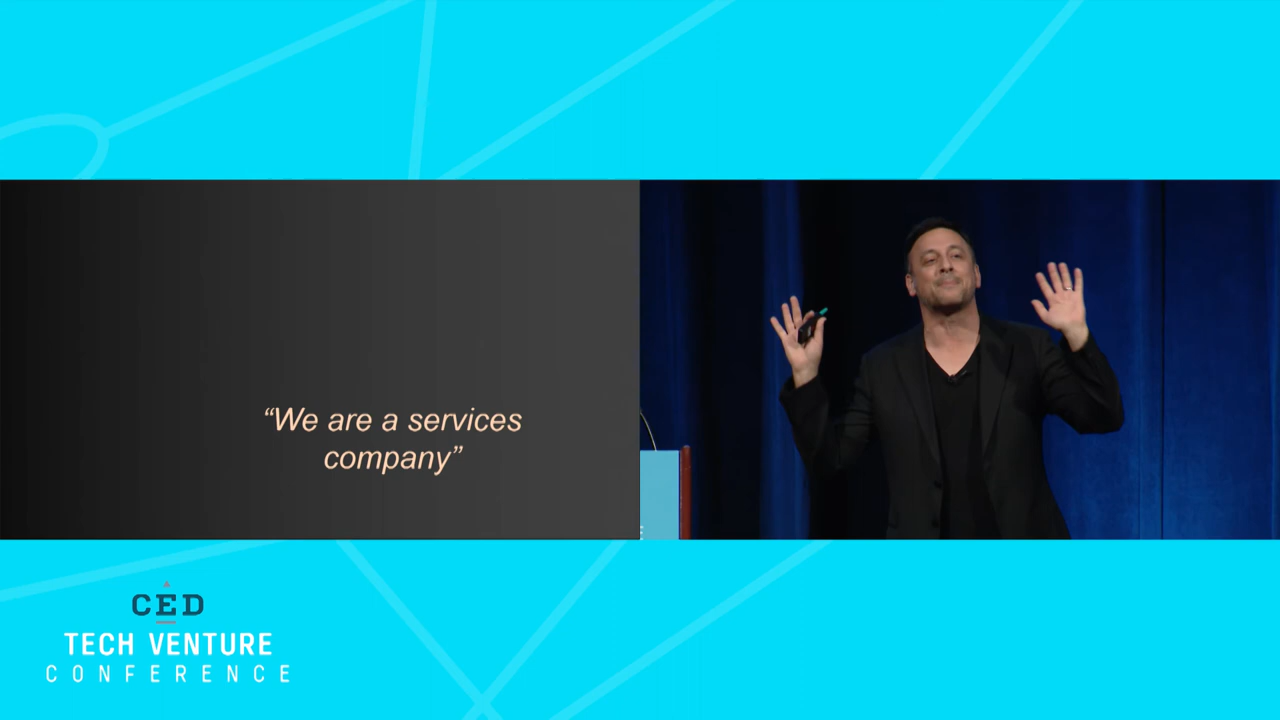 “We are a services
company”
CED
TECH VENTURE
CONFERENCE